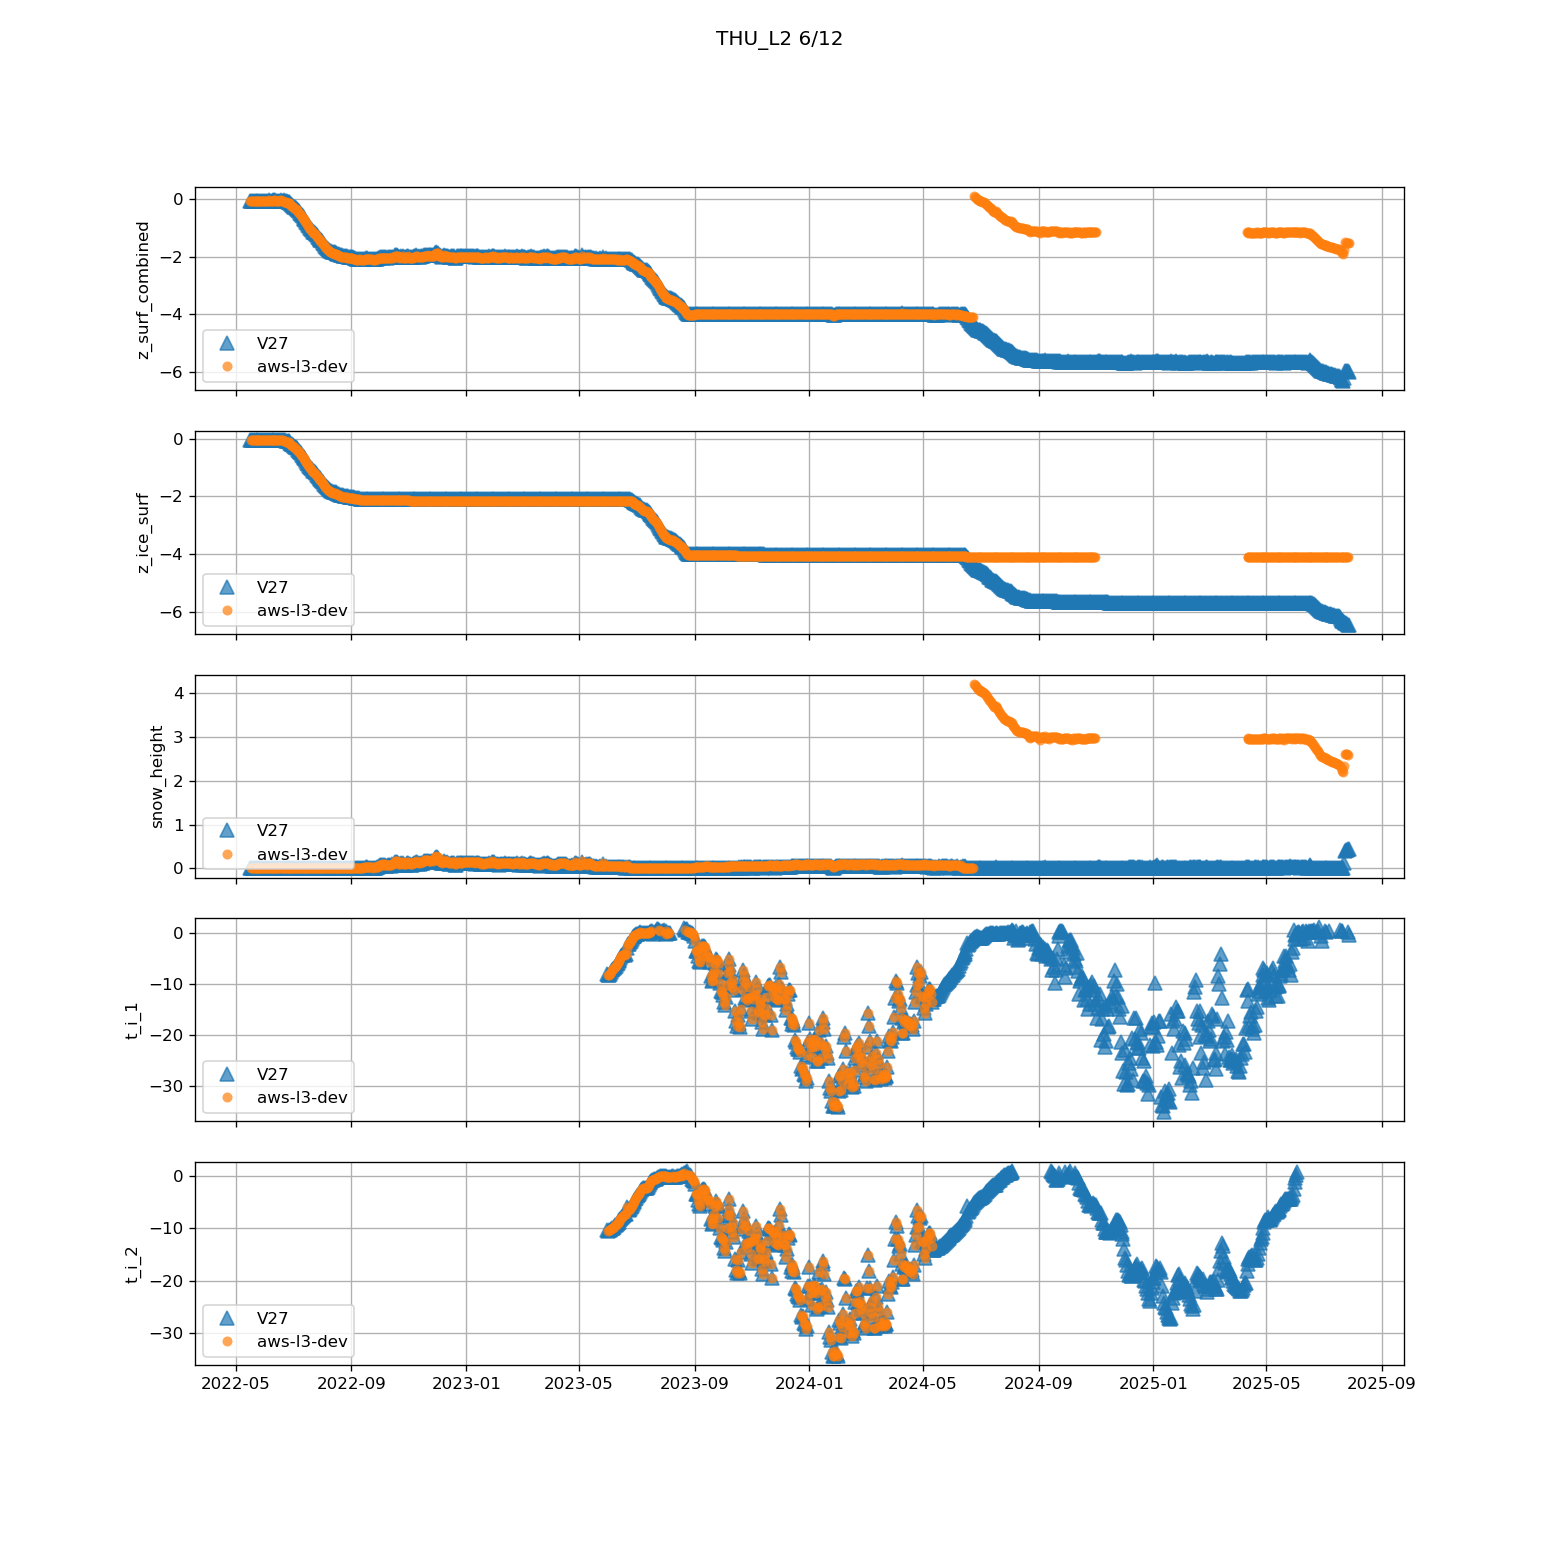 THU_L2 6/12
z_surf_combined
0
−2
−4
−6
V27
aws-l3-dev
z_ice_surf
0
−2
−4
−6
V27
aws-l3-dev
snow_height
4
3
2
1
0
V27
aws-l3-dev
t_i_1
0
−10
−20
−30
V27
aws-l3-dev
t_i_2
0
−10
−20
−30
V27
aws-l3-dev
2022-05 2022-09 2023-01 2023-05 2023-09 2024-01 2024-05 2024-09 2025-01 2025-05 2025-09